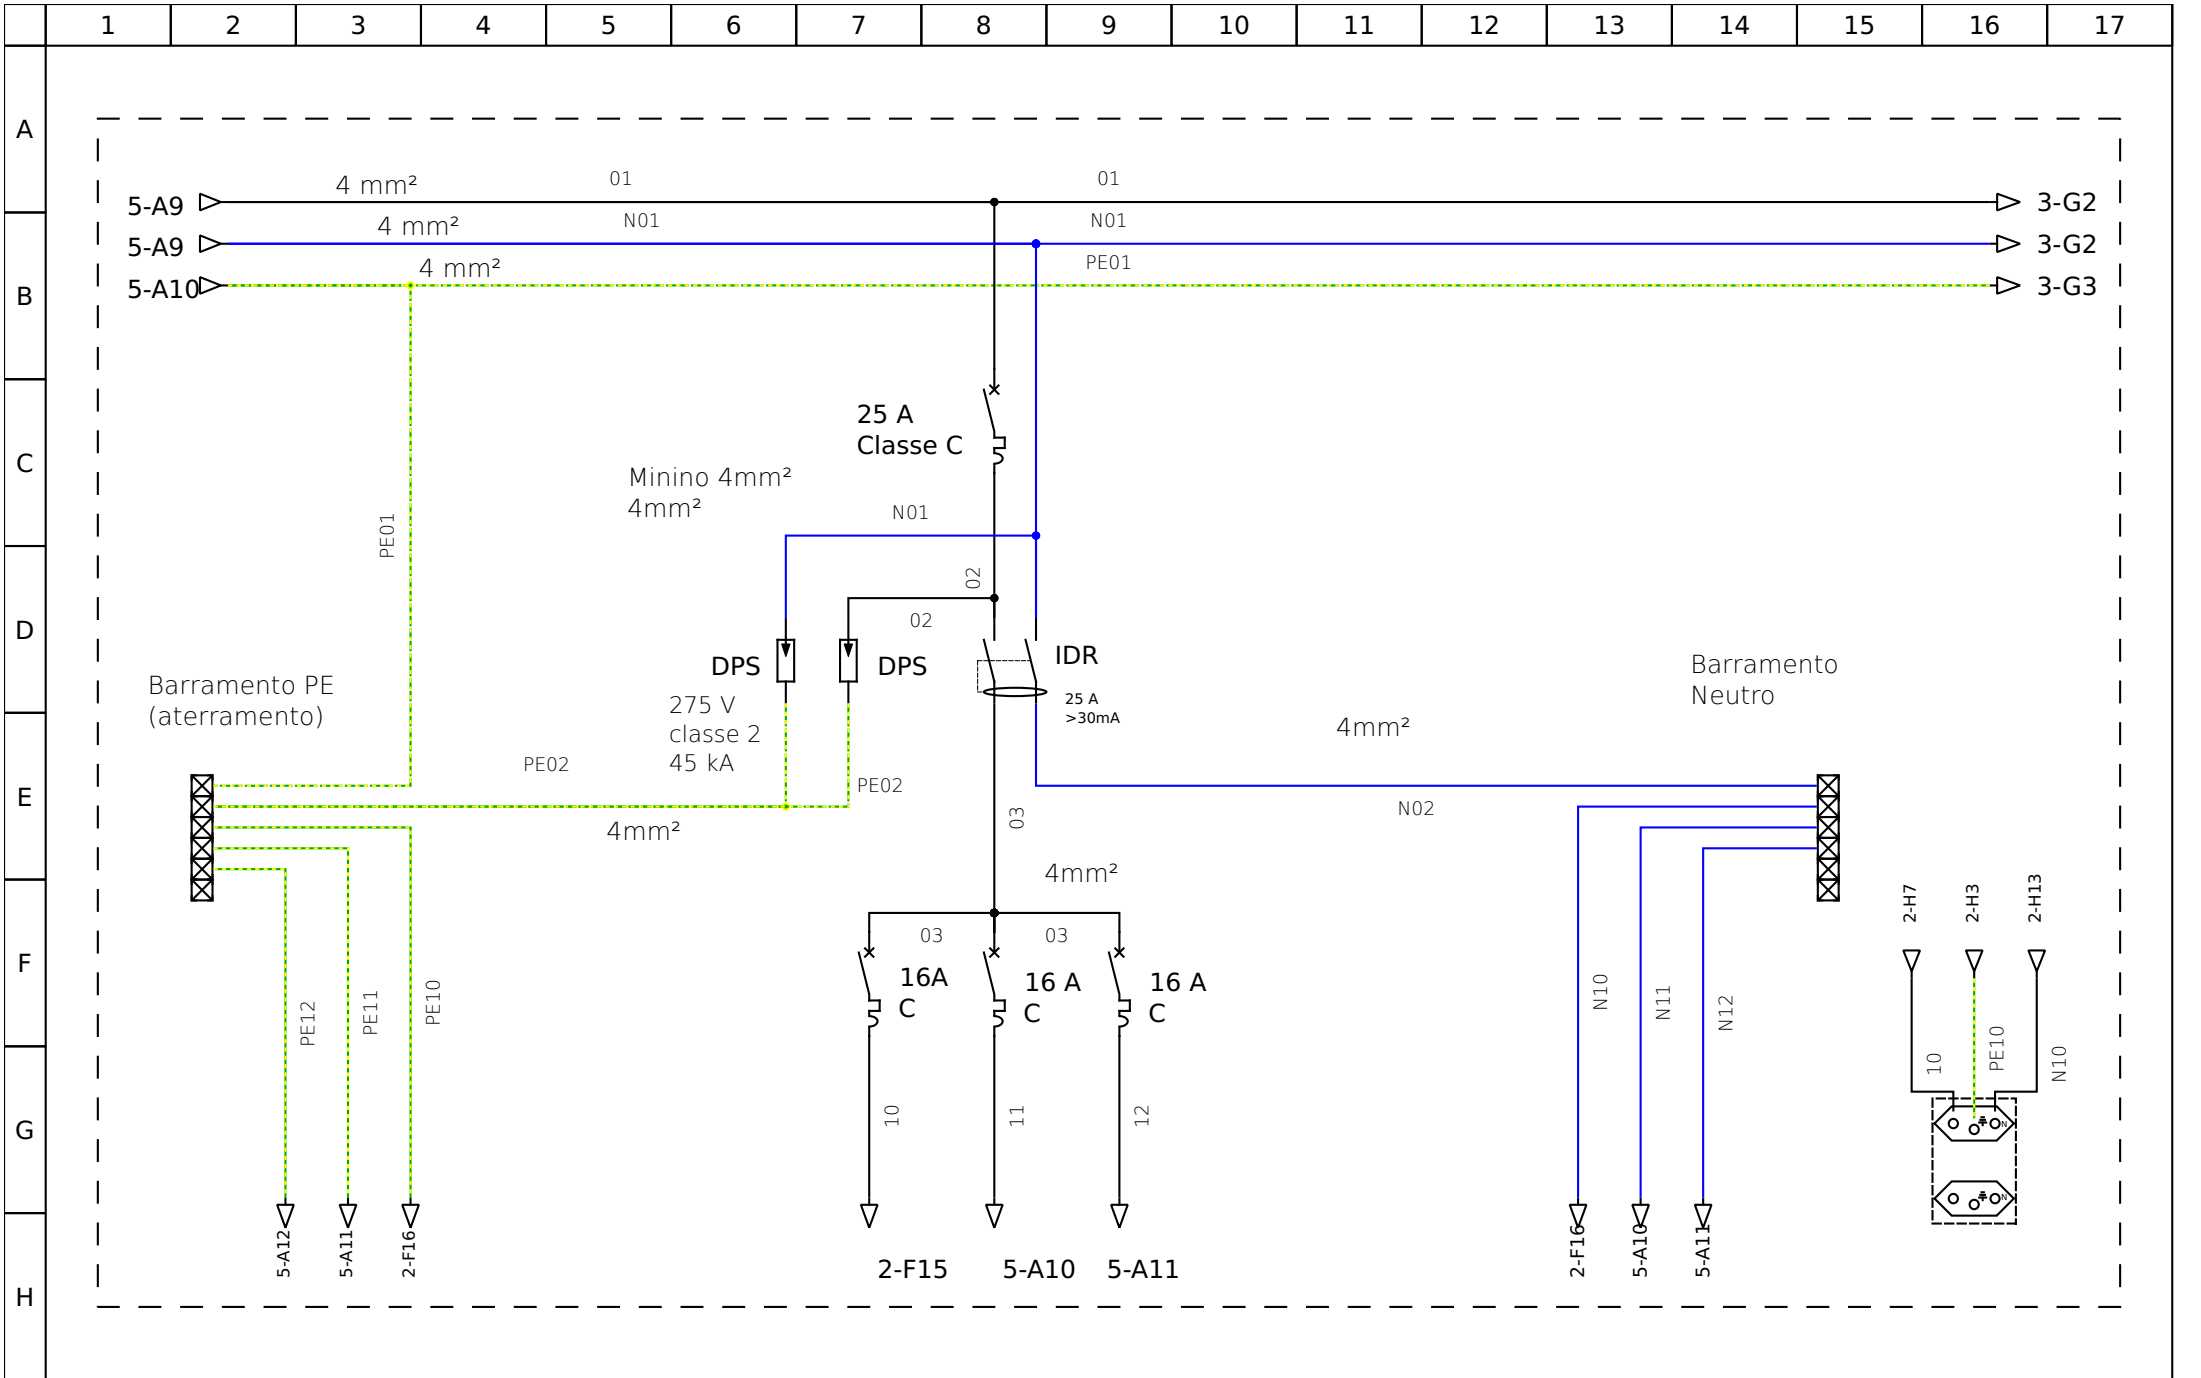 1 2 3 4 5 6 7 8 9 10 11 12 13 14 15 16 17
A
4 mm² 01 01
5-A9 3-G2
4 mm² N01 N01
5-A9 3-G2
4 mm² PE01
5-A10 3-G3
B
25 A
Classe C
C
Minino 4mm²
4mm²
N01
PE01
02
02
D
DPS DPS IDR
275 V
classe 2
45 kA
25 A
>30mA
Barramento PE
(aterramento)
Barramento
Neutro
4mm²
E
PE02
PE02
4mm²
03
N02
4mm²
2-H7
2-H3
2-H13
F
03 03
16A
C
16 A
C
16 A
C
PE12
PE11
PE10
N10
N11
N12
10
PE10
N10
G
10
11
12
N
N
5-A12
5-A11
2-F16
2-F15 5-A10 5-A11
2-F16
5-A10
5-A11
H